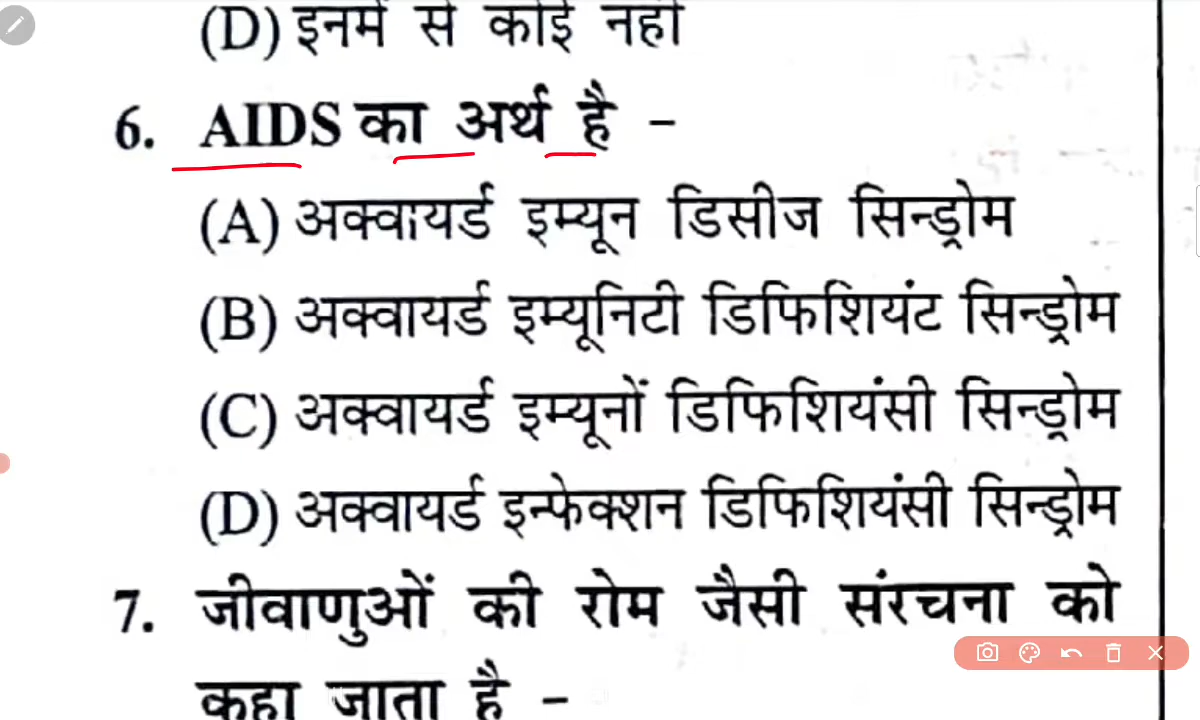 (D) इनमें से कोई नहीं
6. AIDS का अर्थ है -
(A) अक्वायर्ड इम्यून डिसीज सिन्ड्रोम
(B) अक्वायर्ड इम्यूनिटी डिफिशियंट सिन्ड्रोम
(C) अक्वायर्ड इम्यूनों डिफिशियंसी सिन्ड्रोम
(D) अक्वायर्ड इन्फेक्शन डिफिशियंसी सिन्ड्रोम
7. जीवाणुओं की रोम जैसी संरचना को
कहा जाता है -